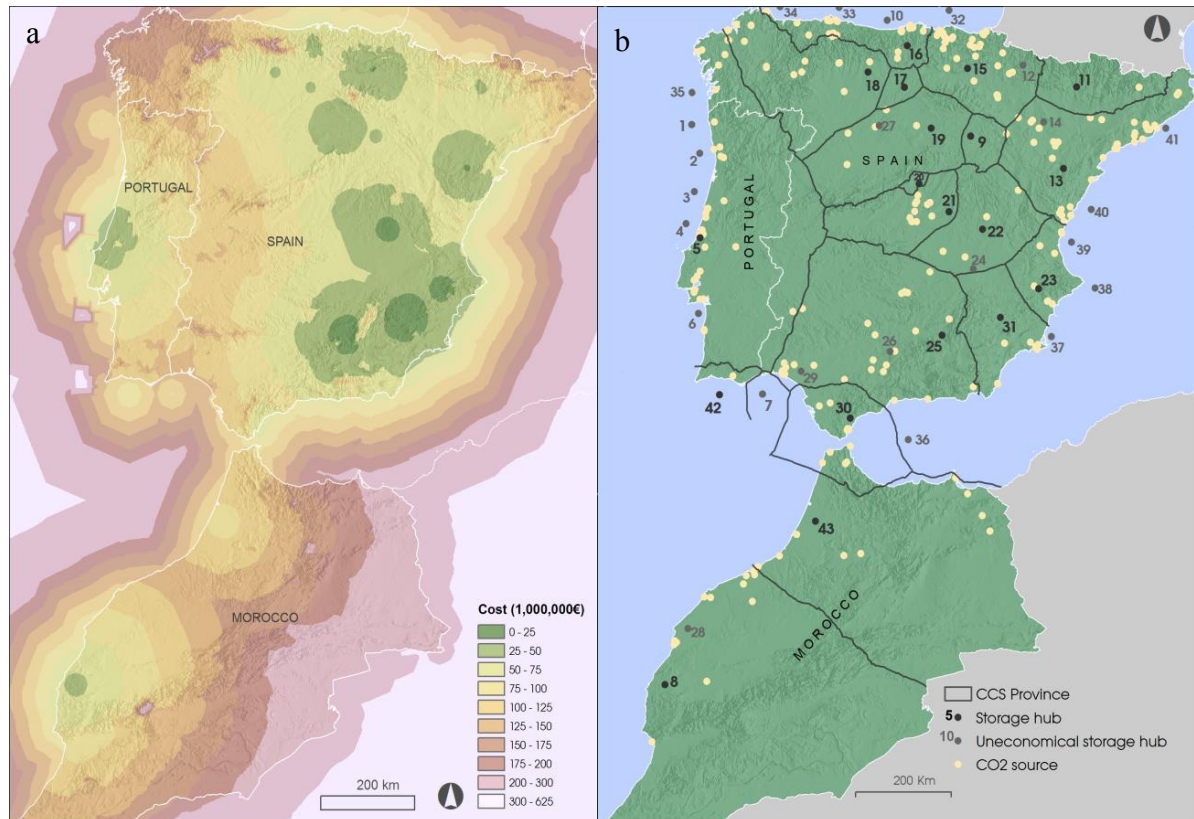 a
PORTUGAL
SPAIN
MOROCCO
Cost (1,000,000€)
0 - 25
25 - 50
50 - 75
75 - 100
100 - 125
125 - 150
150 - 175
175 - 200
200 - 300
300 - 625
200 Km
b
34
33
10
32
16
15
12
11
18
17
35
1
27
19
9
14
41
2
SPAIN
13
20
3
21
40
4
22
5
PORTUGAL
39
24
23
38
6
31
25
37
26
29
42
7
30
36
43
28
MOROCCO
8
CCS Province
5 Storage hub
10 Uneconomical storage hub
CO2 source
200 Km